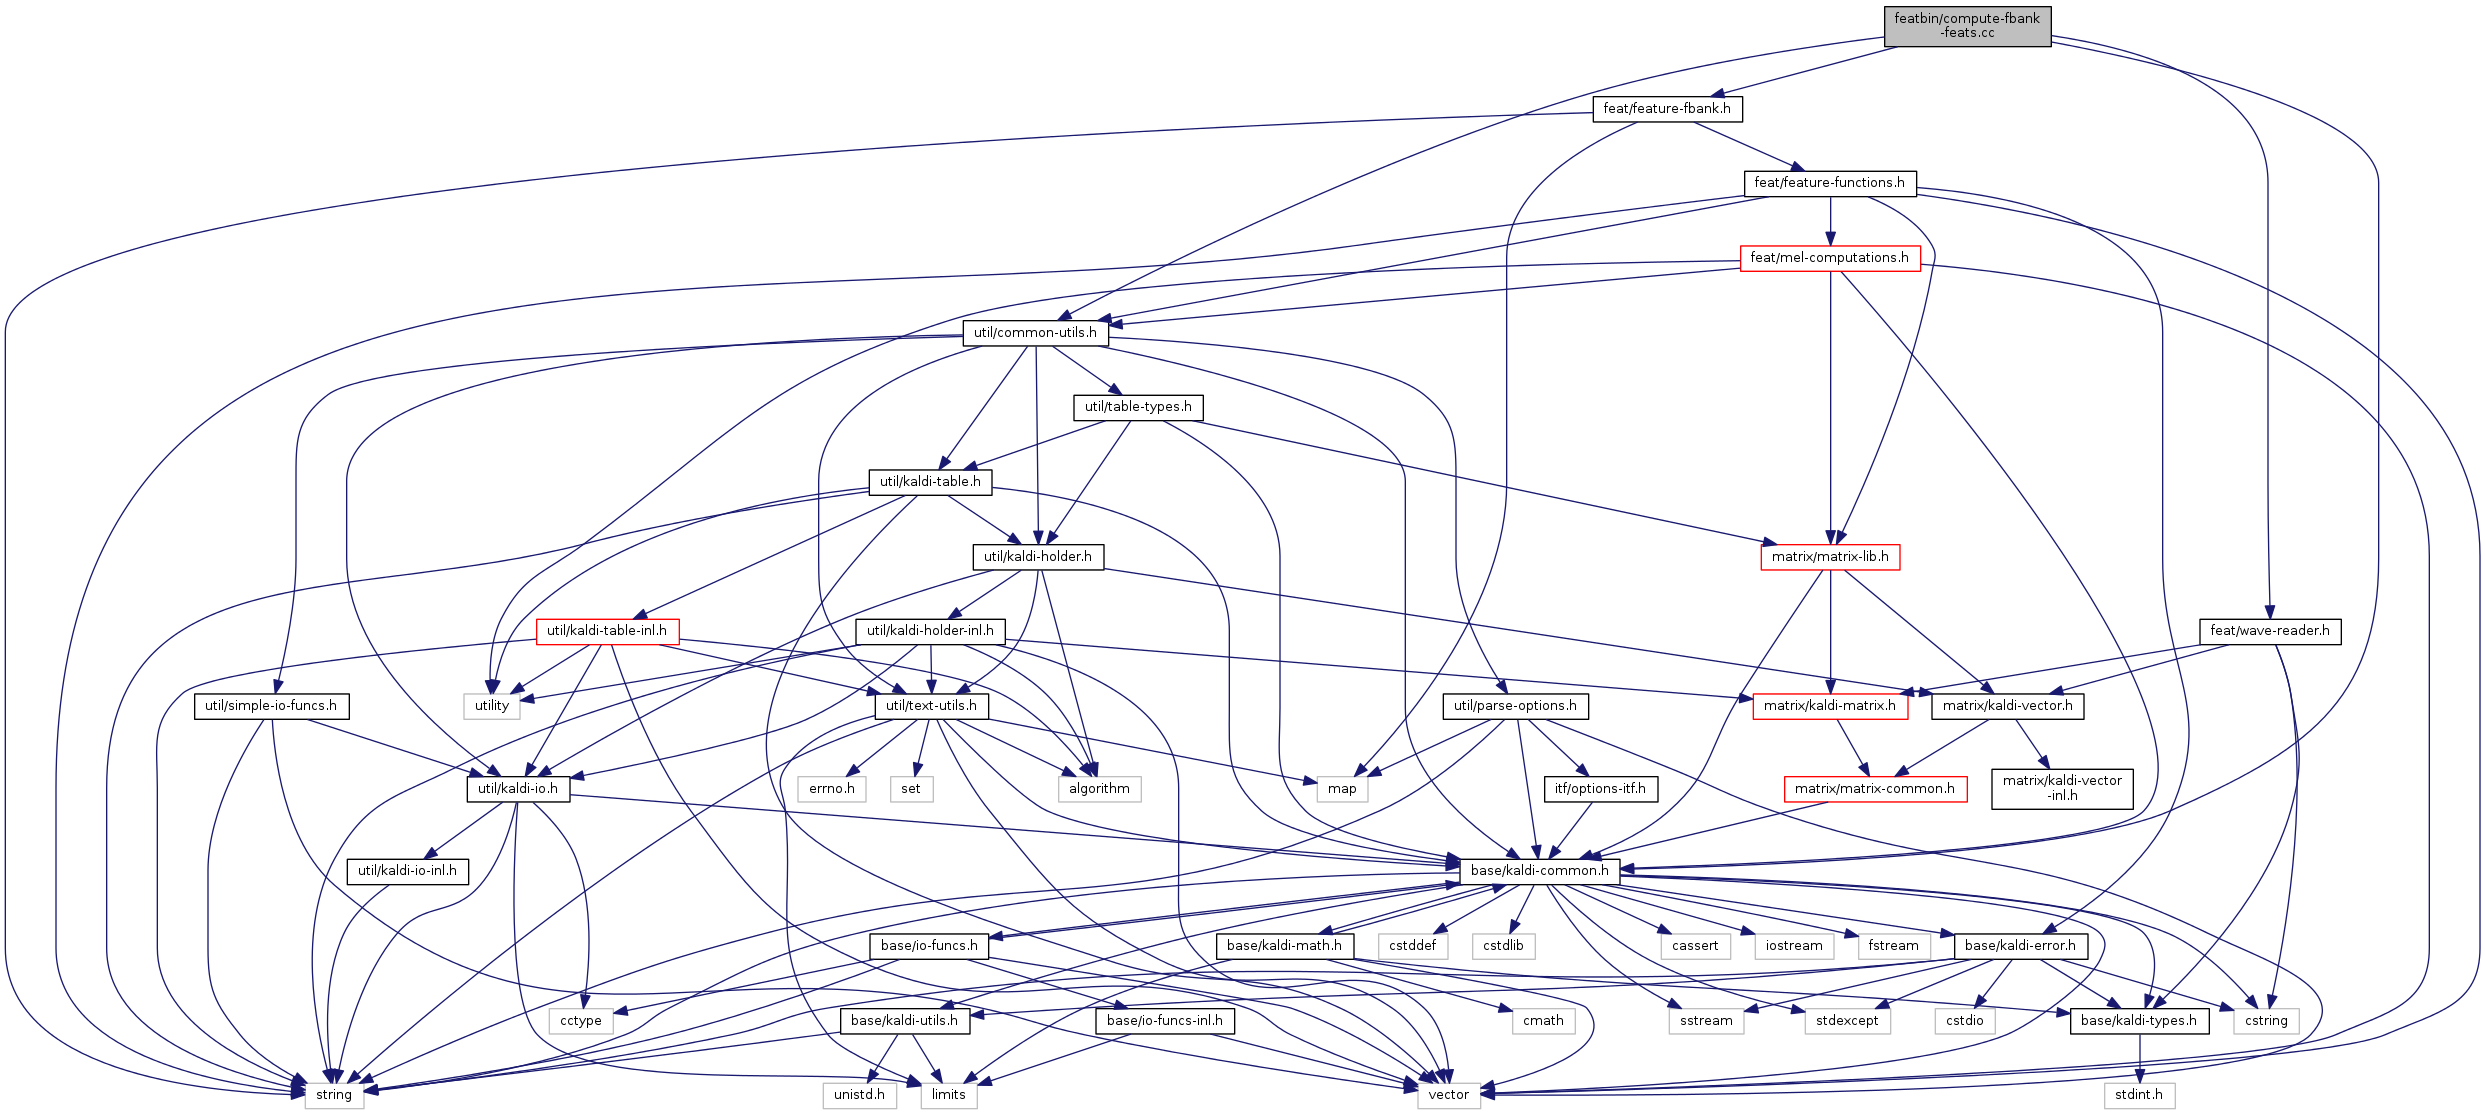 featbin/compute-fbank
-feats.cc
feat/feature-fbank.h
feat/feature-functions.h
feat/mel-computations.h
util/common-utils.h
util/table-types.h
util/kaldi-table.h
util/kaldi-holder.h
matrix/matrix-lib.h
util/kaldi-table-inl.h
util/kaldi-holder-inl.h
feat/wave-reader.h
util/simple-io-funcs.h
utility
util/text-utils.h
util/parse-options.h
matrix/kaldi-matrix.h
matrix/kaldi-vector.h
util/kaldi-io.h
errno.h
set
algorithm
map
itf/options-itf.h
matrix/matrix-common.h
matrix/kaldi-vector
-inl.h
util/kaldi-io-inl.h
base/kaldi-common.h
base/io-funcs.h
base/kaldi-math.h
cstddef
cstdlib
cassert
iostream
fstream
base/kaldi-error.h
cctype
base/kaldi-utils.h
base/io-funcs-inl.h
cmath
sstream
stdexcept
cstdio
base/kaldi-types.h
cstring
string
unistd.h
limits
vector
stdint.h